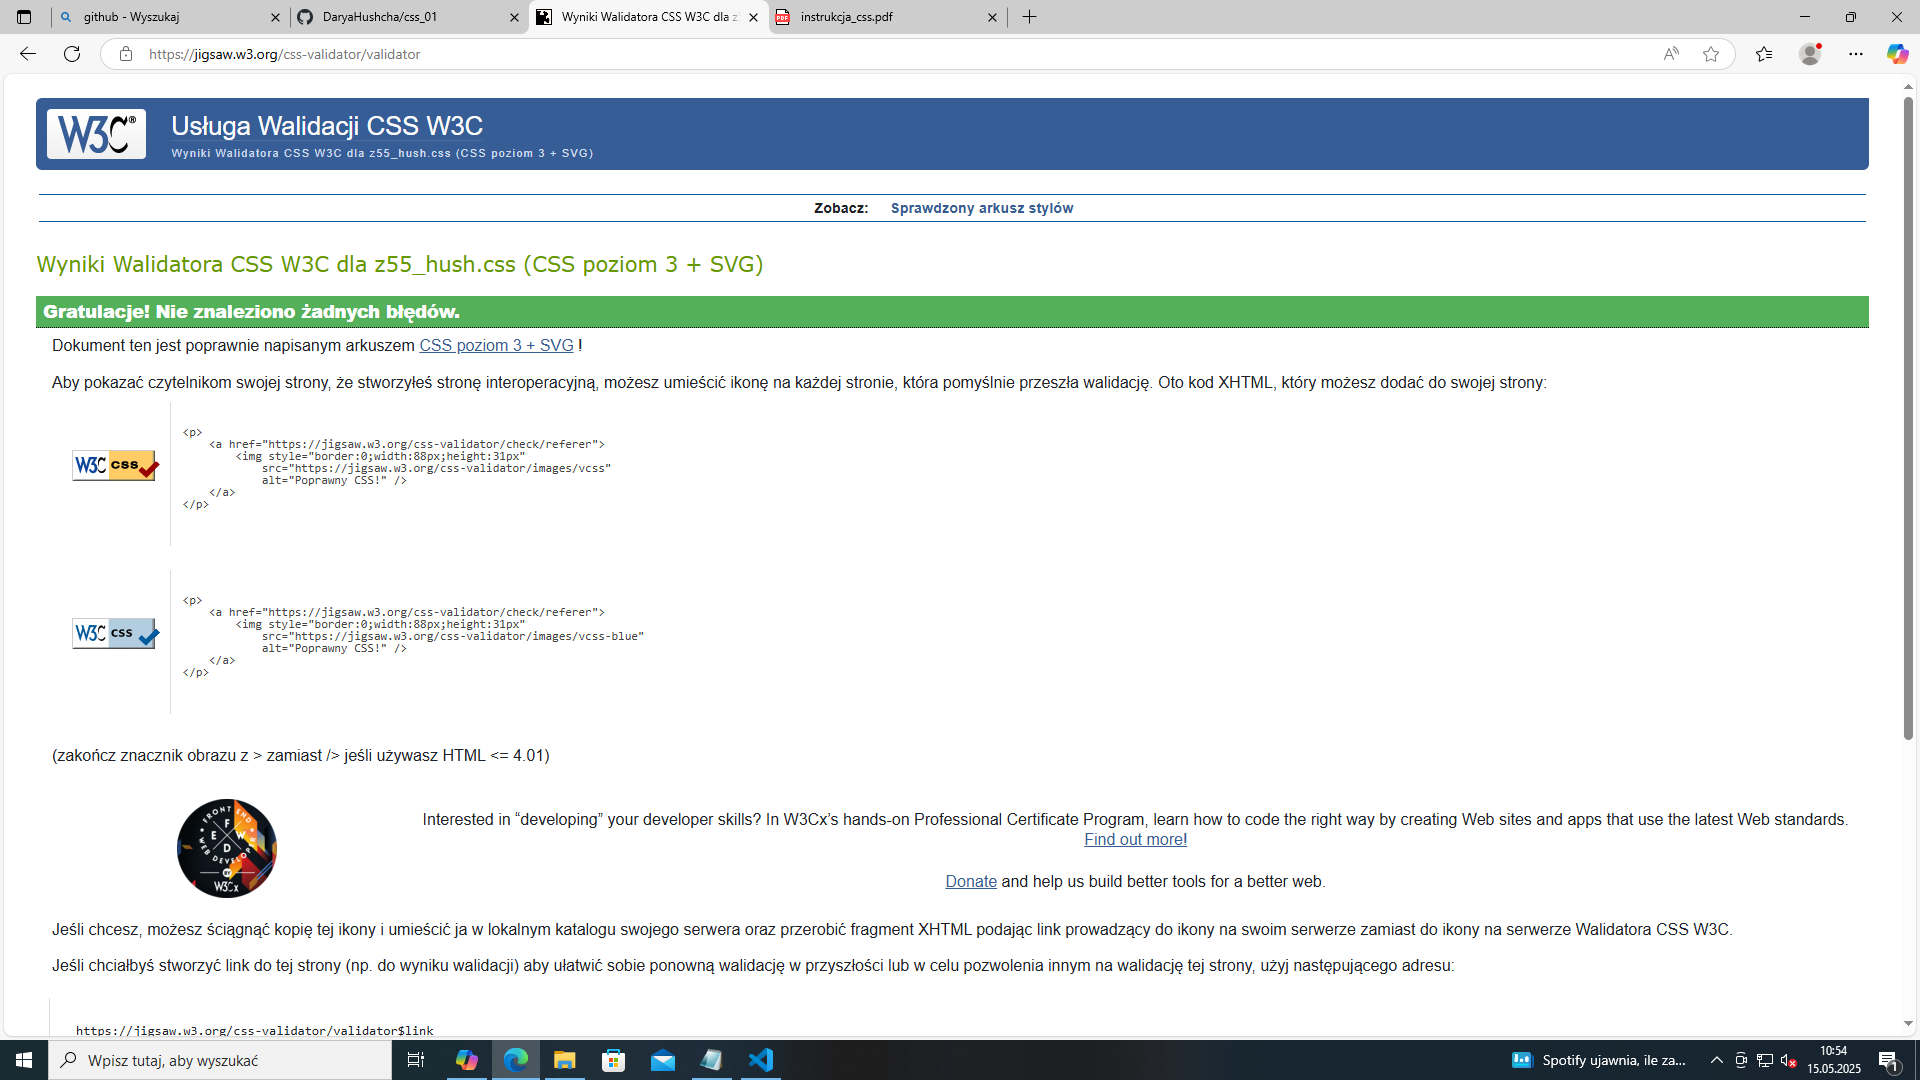 github - Wyszukaj
DaryaHushcha/css_01
Wyniki Walidatora CSS W3C dla z
instrukcja_css.pdf
https://jigsaw.w3.org/css-validator/validator
W3C®
Usługa Walidacji CSS W3C
Wyniki Walidatora CSS W3C dla z55_hush.css (CSS poziom 3 + SVG)
Zobacz: Sprawdzony arkusz stylów
Wyniki Walidatora CSS W3C dla z55_hush.css (CSS poziom 3 + SVG)
Gratulacje! Nie znaleziono żadnych błędów.
Dokument ten jest poprawnie napisanym arkuszem CSS poziom 3 + SVG !
Aby pokazać czytelnikom swojej strony, że stworzyłeś stronę interoperacyjną, możesz umieścić ikonę na każdej stronie, która pomyślnie przeszła walidację. Oto kod XHTML, który możesz dodać do swojej strony:
W3C css
<p>
<a href="https://jigsaw.w3.org/css-validator/check/referer">
<img style="border:0;width:88px;height:31px"
src="https://jigsaw.w3.org/css-validator/images/vcss"
alt="Poprawny CSS!" />
</a>
</p>
W3C css
<p>
<a href="https://jigsaw.w3.org/css-validator/check/referer">
<img style="border:0;width:88px;height:31px"
src="https://jigsaw.w3.org/css-validator/images/vcss-blue"
alt="Poprawny CSS!" />
</a>
</p>
(zakończ znacznik obrazu z > zamiast /> jeśli używasz HTML <= 4.01)
FRONT END
F
E W
D
WEB DEVELOPER
W3Cx
Interested in “developing” your developer skills? In W3Cx’s hands-on Professional Certificate Program, learn how to code the right way by creating Web sites and apps that use the latest Web standards.
Find out more!
Donate and help us build better tools for a better web.
Jeśli chcesz, możesz ściągnąć kopię tej ikony i umieścić ja w lokalnym katalogu swojego serwera oraz przerobić fragment XHTML podając link prowadzący do ikony na swoim serwerze zamiast do ikony na serwerze Walidatora CSS W3C.
Jeśli chciałbyś stworzyć link do tej strony (np. do wyniku walidacji) aby ułatwić sobie ponowną walidację w przyszłości lub w celu pozwolenia innym na walidację tej strony, użyj następującego adresu:
https://jigsaw.w3.org/css-validator/validator$link
Wpisz tutaj, aby wyszukać
Spotify ujawnia, ile za...
10:54
15.05.2025
1